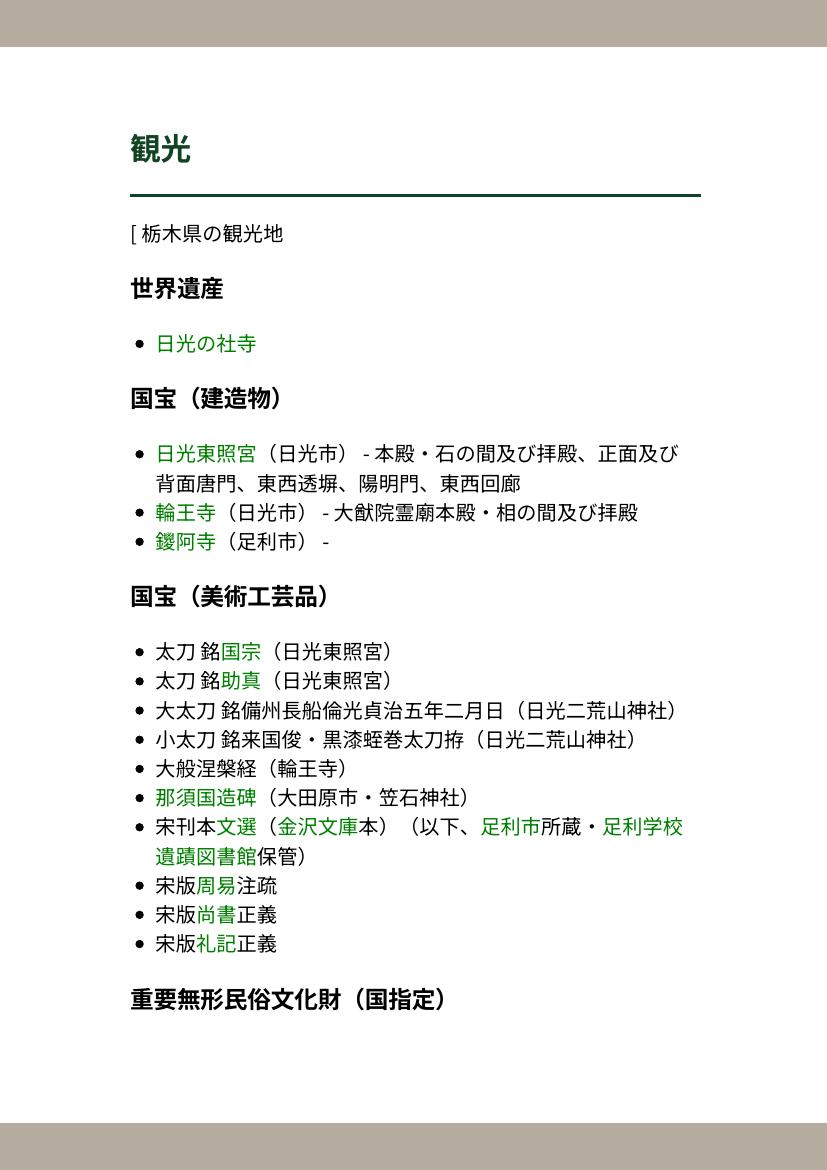 観光
[ 栃木県の観光地
世界遺産
• 日光の社寺
国宝（建造物）
• 日光東照宮（日光市） - 本殿・石の間及び拝殿、正面及び
背面唐門、東西透塀、陽明門、東西回廊
• 輪王寺（日光市） - 大猷院霊廟本殿・相の間及び拝殿
• 鑁阿寺（足利市） -
国宝（美術工芸品）
• 太刀 銘国宗（日光東照宮）
• 太刀 銘助真（日光東照宮）
• 大太刀 銘備州長船倫光貞治五年二月日（日光二荒山神社）
• 小太刀 銘来国俊・黒漆蛭巻太刀拵（日光二荒山神社）
• 大般涅槃経（輪王寺）
• 那須国造碑（大田原市・笠石神社）
• 宋刊本文選（金沢文庫本）（以下、足利市所蔵・足利学校
遺蹟図書館保管）
• 宋版周易注疏
• 宋版尚書正義
• 宋版礼記正義
重要無形民俗文化財（国指定）